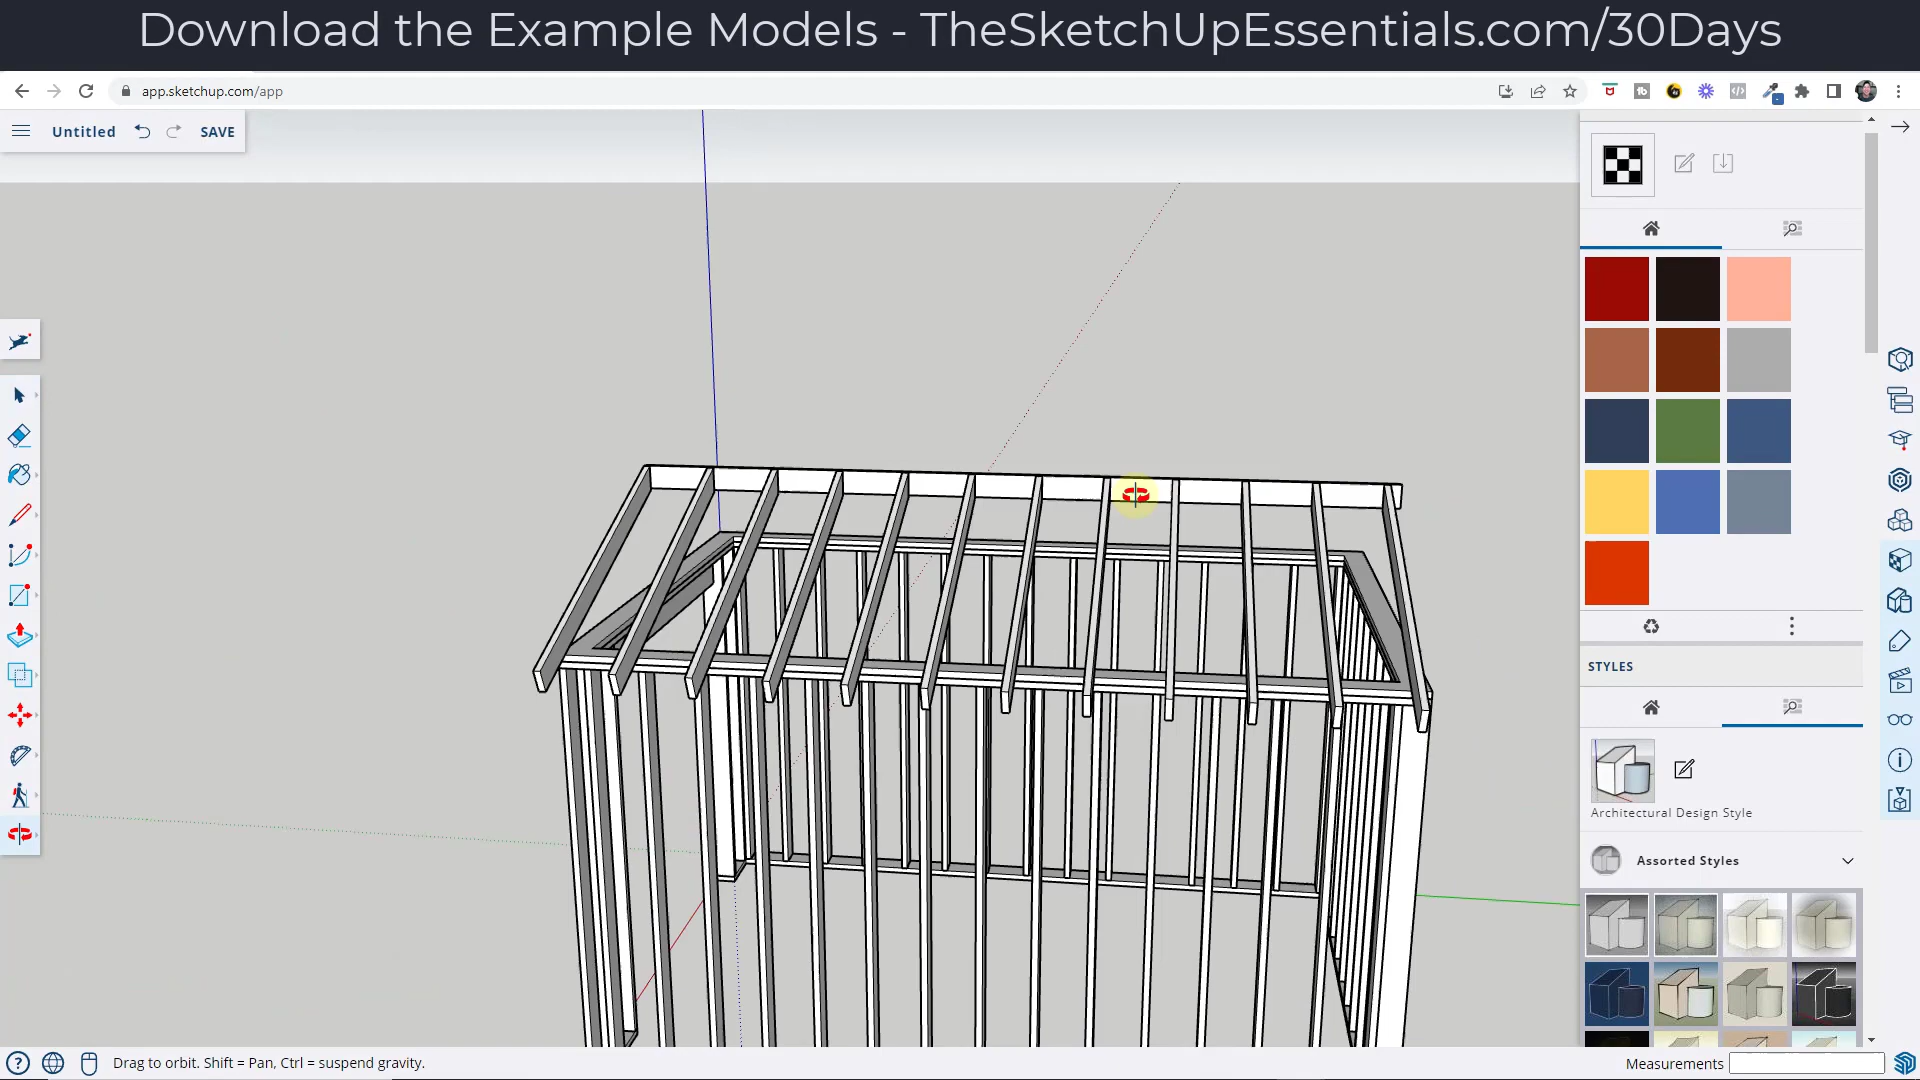 Download the Example Models - TheSketchUpEssentials.com/30Days
app.sketchup.com/app
Untitled SAVE
STYLES
Architectural Design Style
Assorted Styles
Drag to orbit. Shift = Pan, Ctrl = suspend gravity.
Measurements